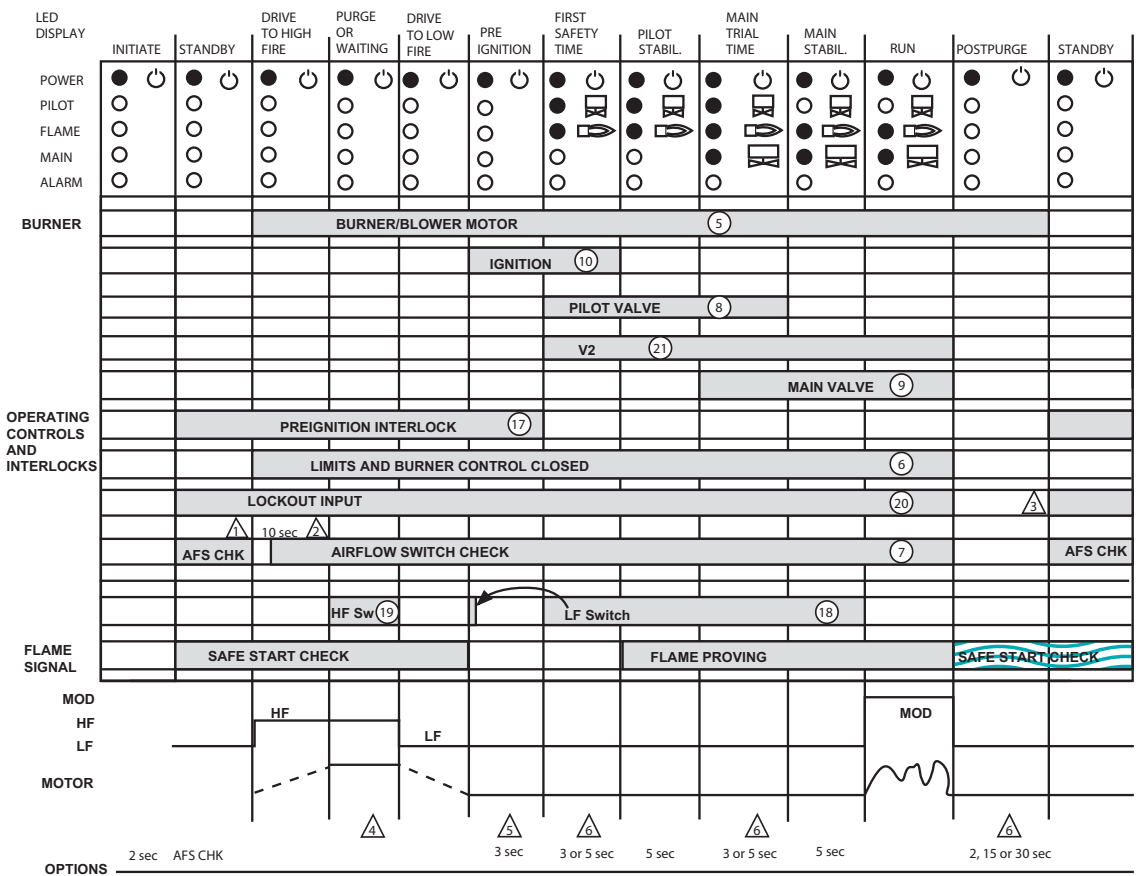 LED
DISPLAY
INITIATE
STANDBY
DRIVE
TO HIGH
FIRE
PURGE
OR
WAITING
DRIVE
TO LOW
FIRE
PRE
IGNITION
FIRST
SAFETY
TIME
PILOT
STABIL.
MAIN
TRIAL
TIME
MAIN
STABIL.
RUN
POSTPURGE
STANDBY
POWER
PILOT
FLAME
MAIN
ALARM
BURNER
BURNER/BLOWER MOTOR 5
IGNITION 10
PILOT VALVE 8
V2 21
MAIN VALVE 9
OPERATING
CONTROLS
AND
INTERLOCKS
PREIGNITION INTERLOCK 17
LIMITS AND BURNER CONTROL CLOSED 6
LOCKOUT INPUT 20
3
1
10 sec
2
AFS CHK
AIRFLOW SWITCH CHECK 7
AFS CHK
HF Sw 19
LF Switch 18
FLAME
SIGNAL
SAFE START CHECK
FLAME PROVING
SAFE START CHECK
MOD
HF
LF
HF
LF
MOD
MOTOR
4
5
6
6
6
2 sec
AFS CHK
3 sec
3 or 5 sec
5 sec
3 or 5 sec
5 sec
2, 15 or 30 sec
OPTIONS